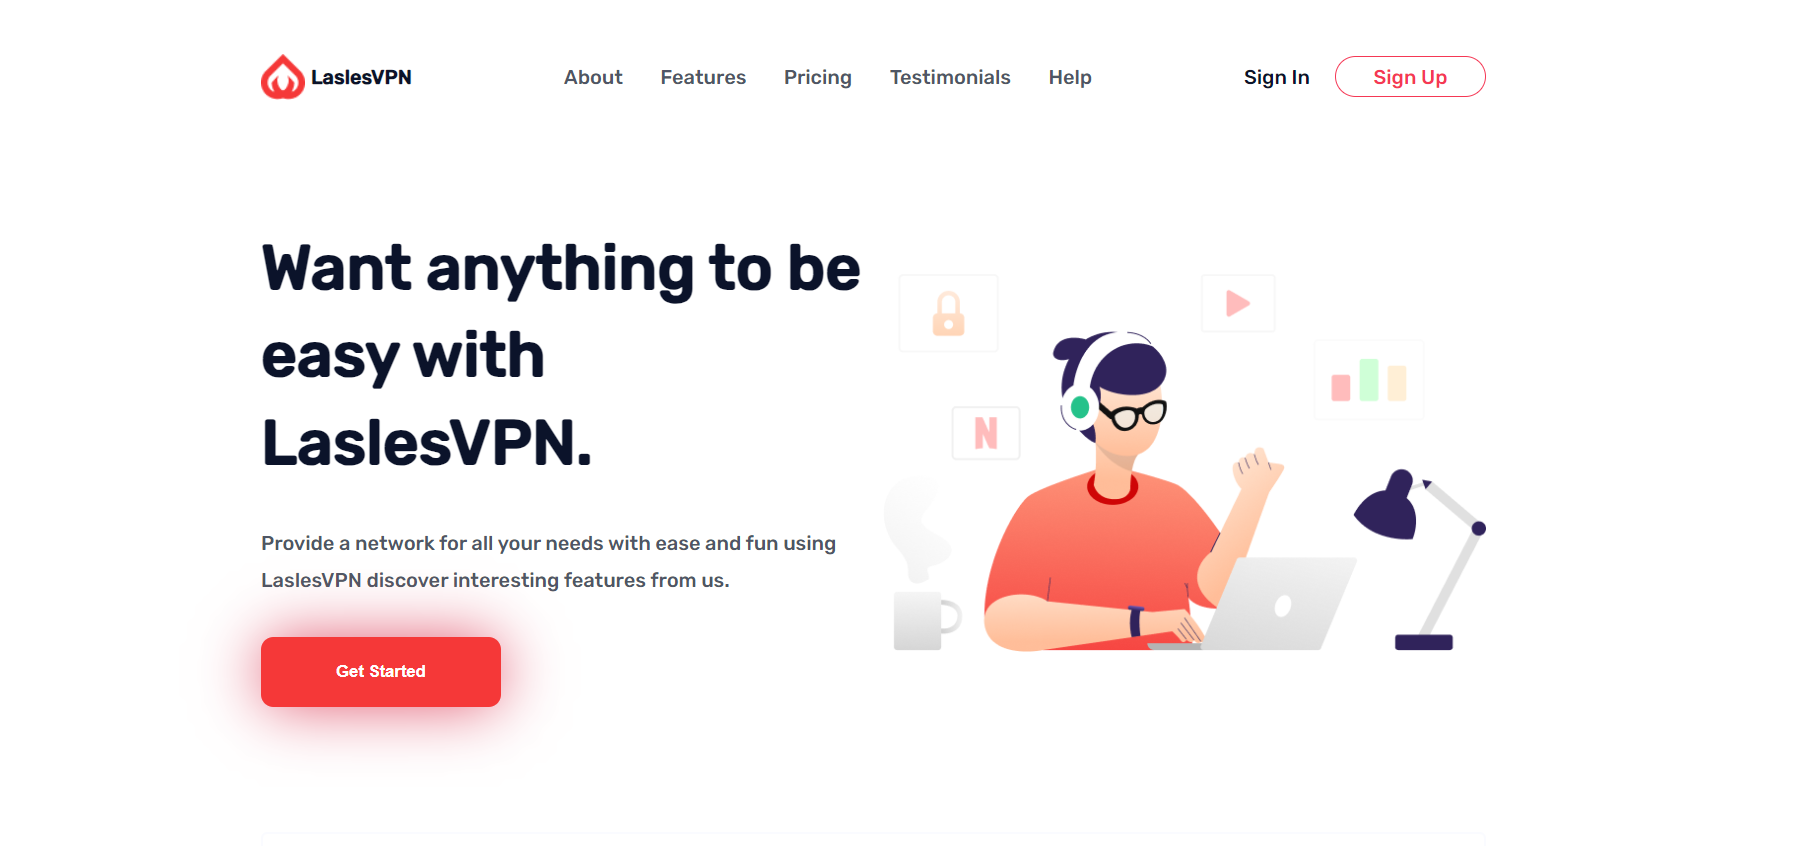 LaslesVPN
About Features Pricing Testimonials Help
Sign In Sign Up
Want anything to be
easy with
LaslesVPN.
Provide a network for all your needs with ease and fun using
LaslesVPN discover interesting features from us.
Get Started
N